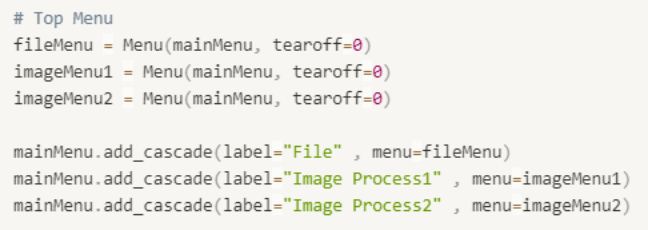 # Top Menu
fileMenu = Menu(mainMenu, tearoff=0)
imageMenu1 = Menu(mainMenu, tearoff=0)
imageMenu2 = Menu(mainMenu, tearoff=0)
mainMenu.add_cascade(label="File" , menu=fileMenu)
mainMenu.add_cascade(label="Image Process1" , menu=imageMenu1)
mainMenu.add_cascade(label="Image Process2" , menu=imageMenu2)